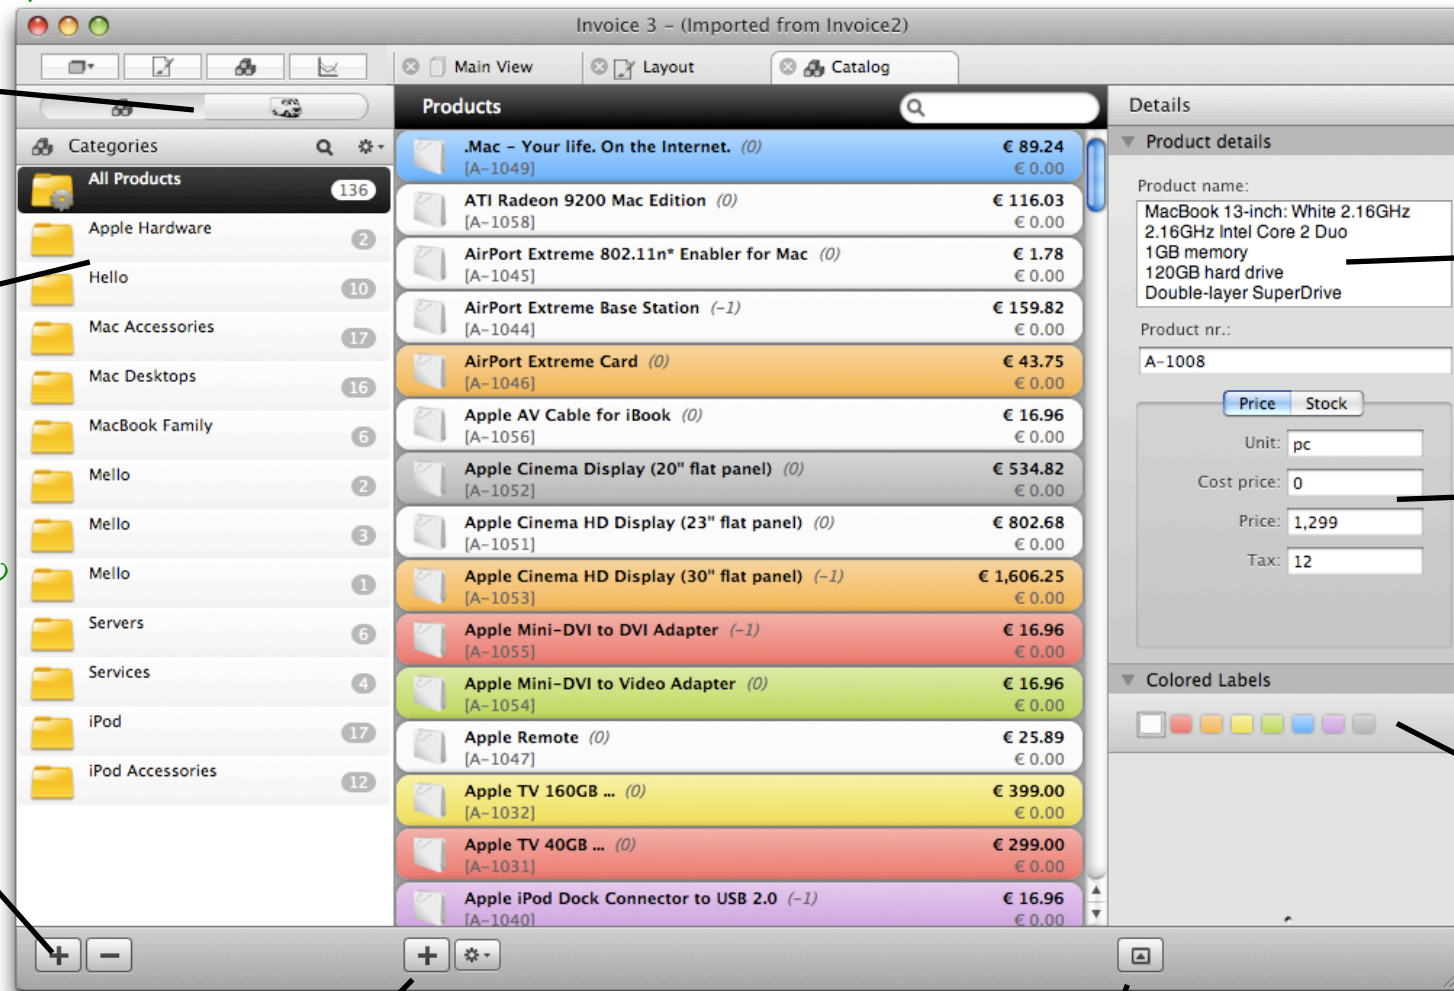 Invoice 3 – (Imported from Invoice2)
Main View
Layout
Catalog
Categories
All Products
136
Apple Hardware
2
Hello
10
Mac Accessories
17
Mac Desktops
16
MacBook Family
6
Mello
2
Mello
3
Mello
1
Servers
6
Services
4
iPod
17
iPod Accessories
12
Products
.Mac – Your life. On the Internet. (0) € 89.24
[A-1049] € 0.00
ATI Radeon 9200 Mac Edition (0) € 116.03
[A-1058] € 0.00
AirPort Extreme 802.11n* Enabler for Mac (0) € 1.78
[A-1045] € 0.00
AirPort Extreme Base Station (-1) € 159.82
[A-1044] € 0.00
AirPort Extreme Card (0) € 43.75
[A-1046] € 0.00
Apple AV Cable for iBook (0) € 16.96
[A-1056] € 0.00
Apple Cinema Display (20" flat panel) (0) € 534.82
[A-1052] € 0.00
Apple Cinema HD Display (23" flat panel) (0) € 802.68
[A-1051] € 0.00
Apple Cinema HD Display (30" flat panel) (-1) € 1,606.25
[A-1053] € 0.00
Apple Mini-DVI to DVI Adapter (-1) € 16.96
[A-1055] € 0.00
Apple Mini-DVI to Video Adapter (0) € 16.96
[A-1054] € 0.00
Apple Remote (0) € 25.89
[A-1047] € 0.00
Apple TV 160GB ... (0) € 399.00
[A-1032] € 0.00
Apple TV 40GB ... (0) € 299.00
[A-1031] € 0.00
Apple iPod Dock Connector to USB 2.0 (-1) € 16.96
[A-1040] € 0.00
Details
Product details
Product name:
MacBook 13-inch: White 2.16GHz
2.16GHz Intel Core 2 Duo
1GB memory
120GB hard drive
Double-layer SuperDrive
Product nr.:
A-1008
Price Stock
Unit: pc
Cost price: 0
Price: 1,299
Tax: 12
Colored Labels